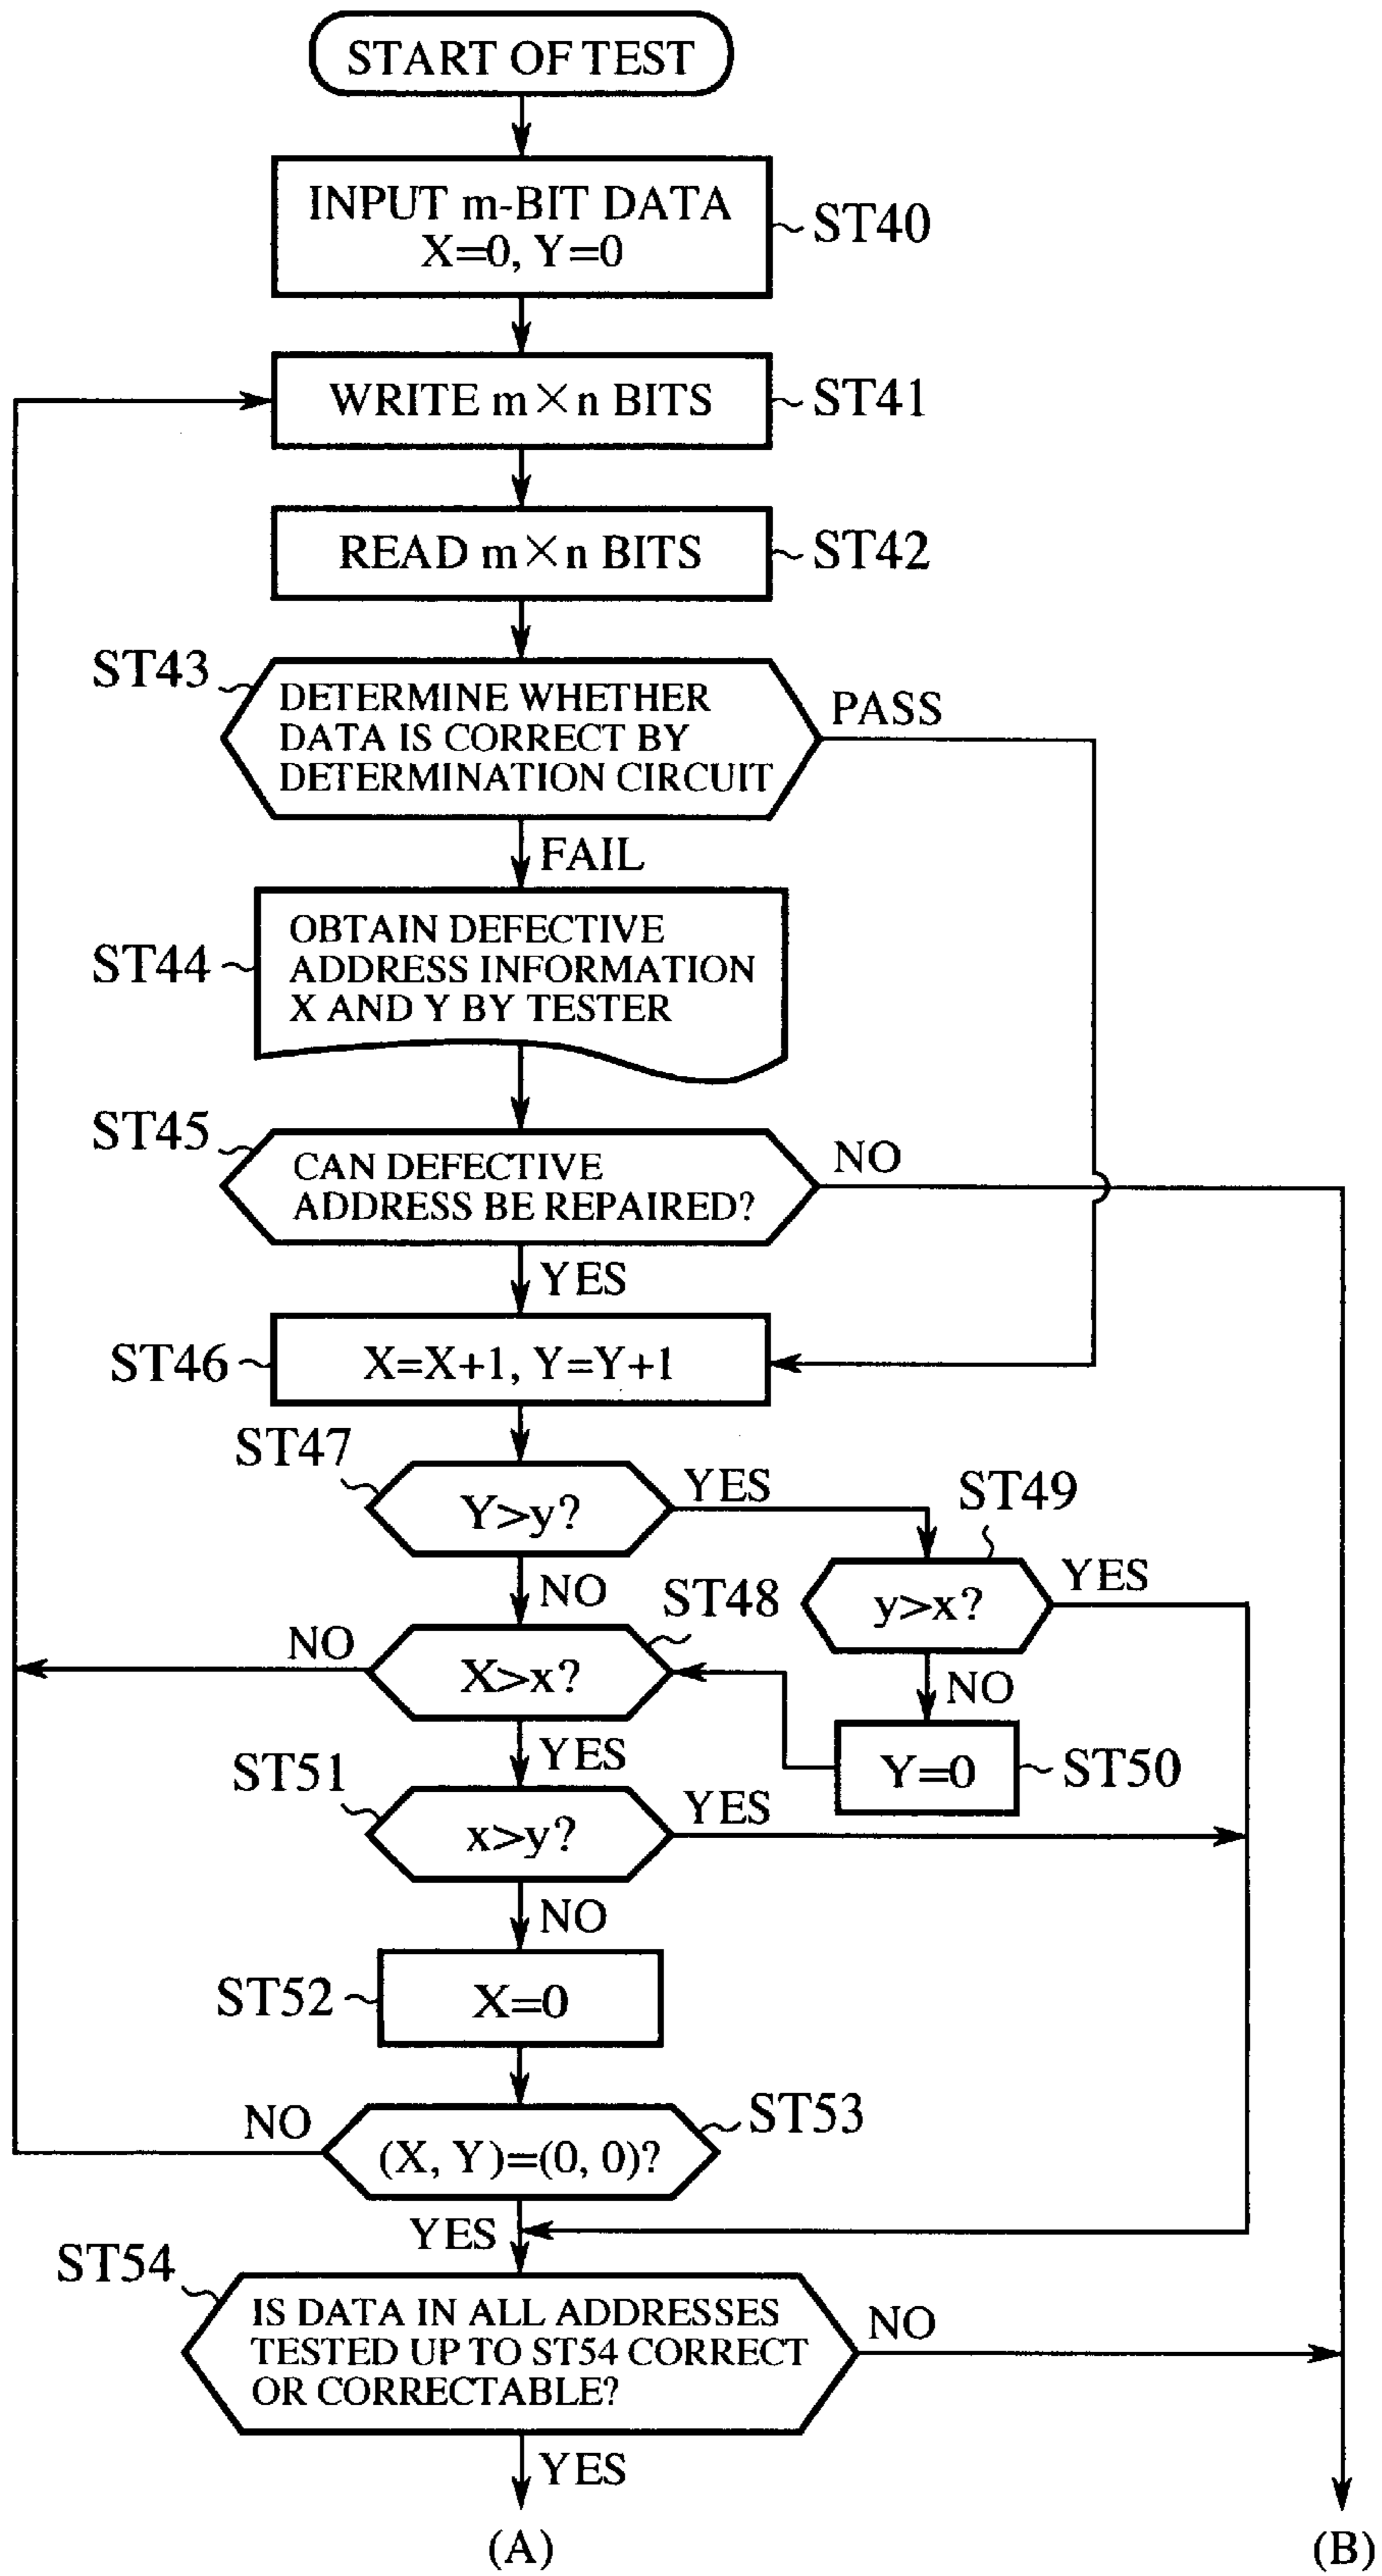 START OF TEST
INPUT m-BIT DATA
X=0, Y=0
ST40
WRITE m×n BITS
ST41
READ m×n BITS
ST42
ST43
DETERMINE WHETHER
DATA IS CORRECT BY
DETERMINATION CIRCUIT
PASS
FAIL
ST44
OBTAIN DEFECTIVE
ADDRESS INFORMATION
X AND Y BY TESTER
ST45
CAN DEFECTIVE
ADDRESS BE REPAIRED?
NO
YES
ST46
X=X+1, Y=Y+1
ST47
Y>y?
YES
ST49
y>x?
YES
NO
ST48
NO
X>x?
NO
YES
Y=0
ST50
ST51
x>y?
YES
NO
ST52
X=0
NO
ST53
(X, Y)=(0, 0)?
YES
ST54
IS DATA IN ALL ADDRESSES
TESTED UP TO ST54 CORRECT
OR CORRECTABLE?
NO
YES
(A)
(B)